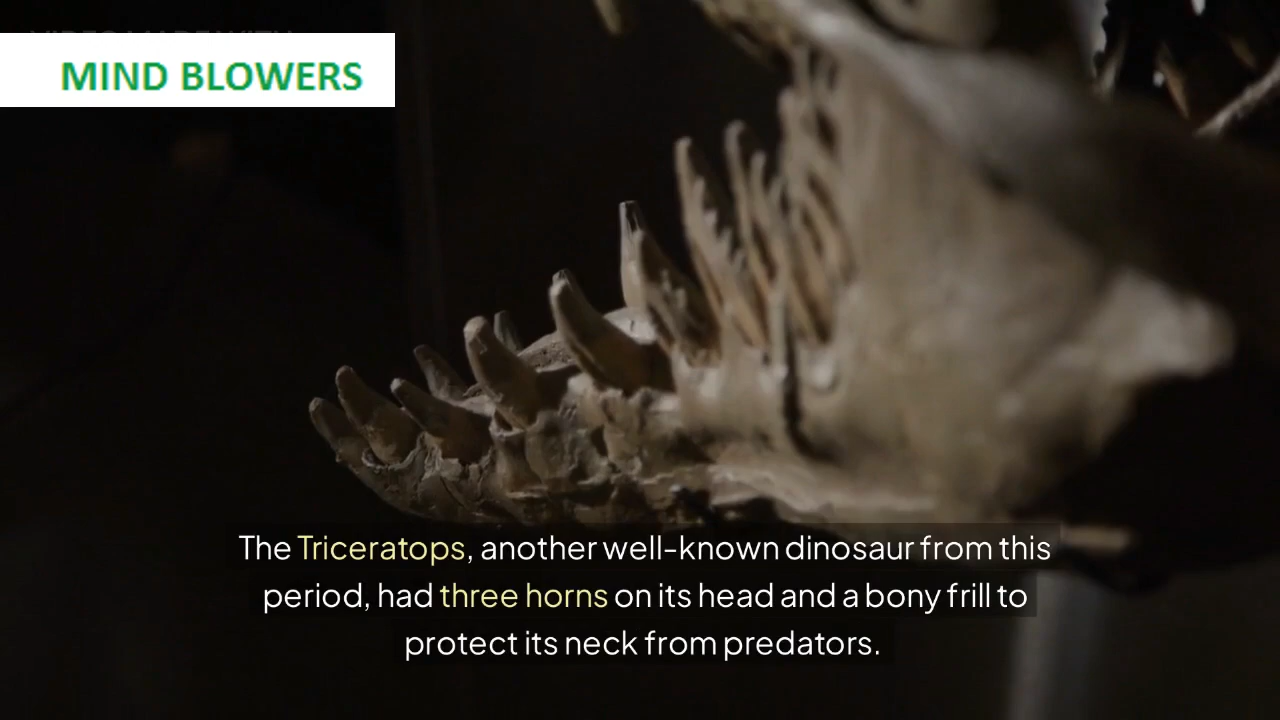 MIND BLOWERS
The Triceratops, another well-known dinosaur from this
period, had three horns on its head and a bony frill to
protect its neck from predators.